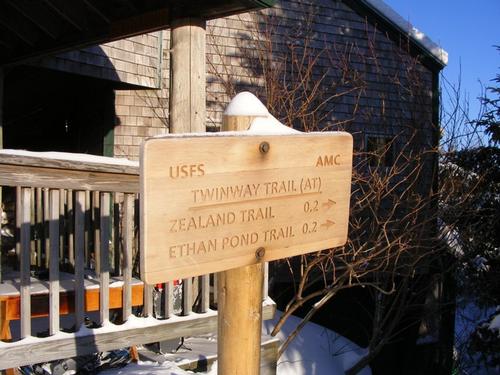 USFS AMC
TWINWAY TRAIL (AT)
ZEALAND TRAIL 0.2 →
ETHAN POND TRAIL 0.2 →